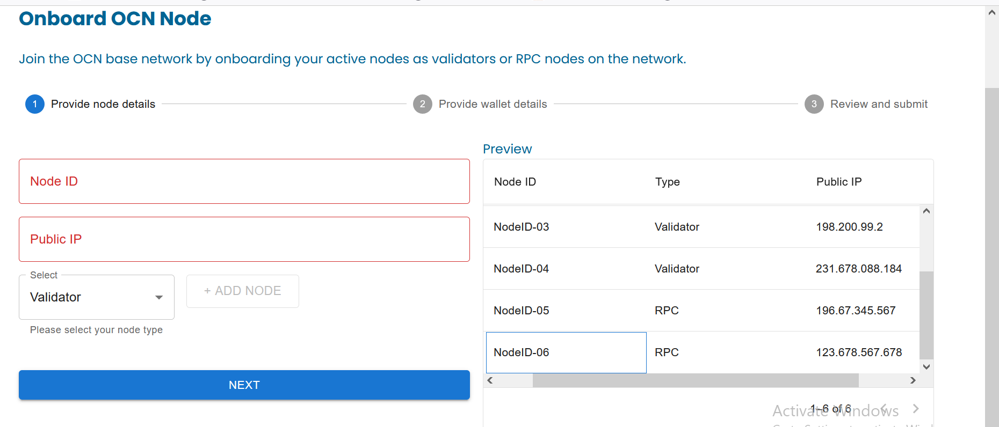 Onboard OCN Node
Join the OCN base network by onboarding your active nodes as validators or RPC nodes on the network.
1 Provide node details
2 Provide wallet details
3 Review and submit
Node ID
Public IP
Select
Validator
+ ADD NODE
Please select your node type
NEXT
Preview
Node ID Type Public IP
NodeID-03 Validator 198.200.99.2
NodeID-04 Validator 231.678.088.184
NodeID-05 RPC 196.67.345.567
NodeID-06 RPC 123.678.567.678
1–6 of 6
Activate Windows